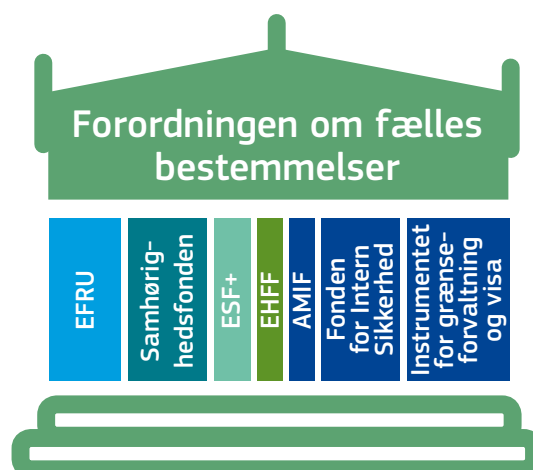 Forordningen om fælles
bestemmelser
EFRU
Samhørig-
hedsfonden
ESF+
EHFF
AMIF
Fonden
for Intern
Sikkerhed
Instrumentet
for grænse-
forvaltning
og visa